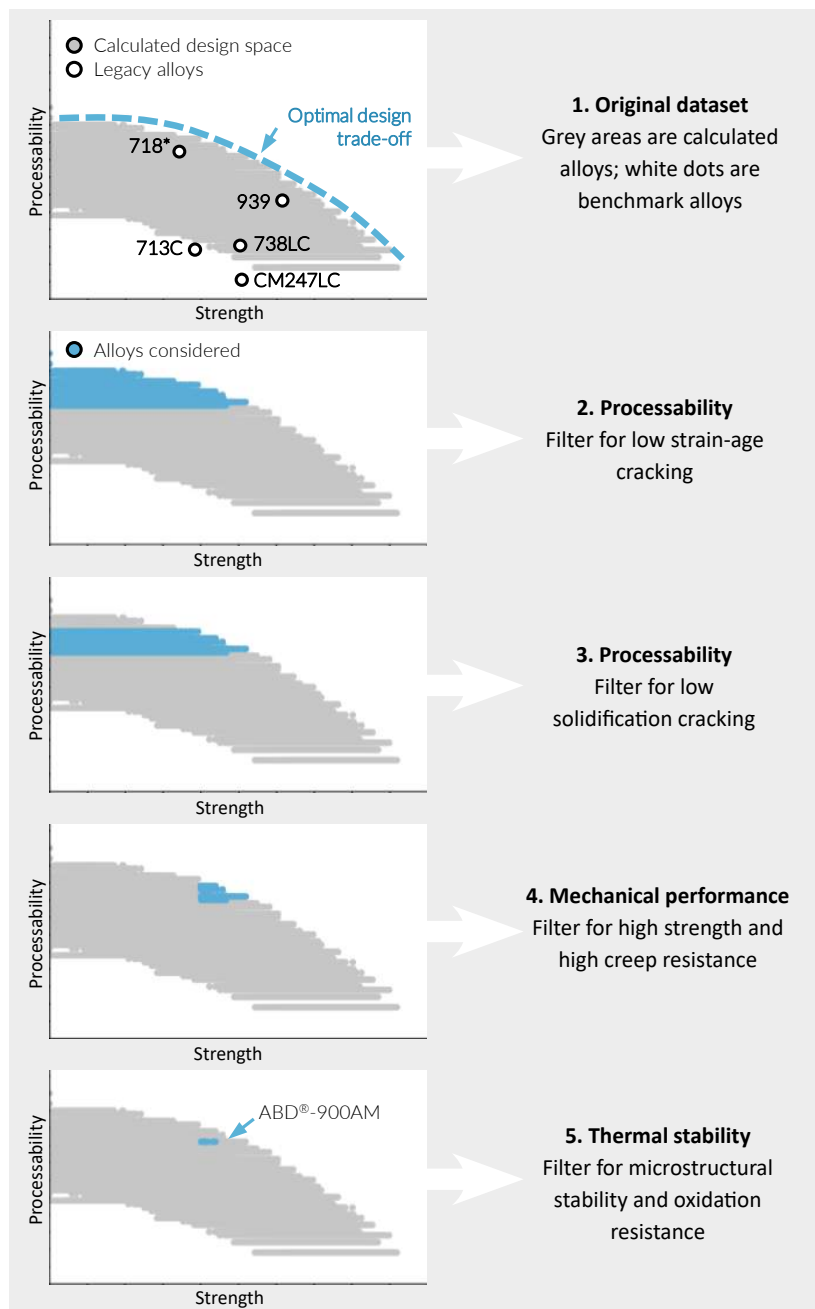 Calculated design space
Legacy alloys
Optimal design
trade-off
718*
939
713C
738LC
CM247LC
Processability
Strength
1. Original dataset
Grey areas are calculated
alloys; white dots are
benchmark alloys
Alloys considered
Processability
Strength
2. Processability
Filter for low strain-age
cracking
Processability
Strength
3. Processability
Filter for low
solidification cracking
Processability
Strength
4. Mechanical performance
Filter for high strength and
high creep resistance
ABD®-900AM
Processability
Strength
5. Thermal stability
Filter for microstructural
stability and oxidation
resistance